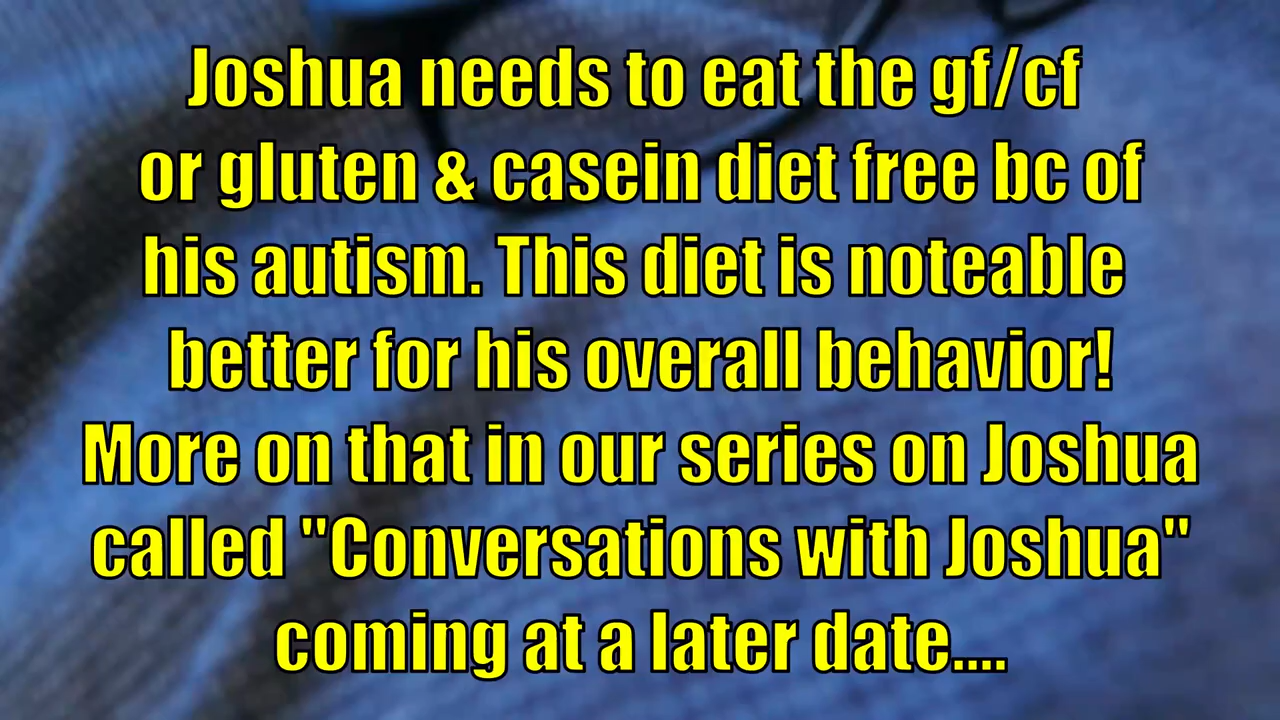 Joshua needs to eat the gf/cf
or gluten & casein diet free bc of
his autism. This diet is noteable
better for his overall behavior!
More on that in our series on Joshua
called "Conversations with Joshua"
coming at a later date....